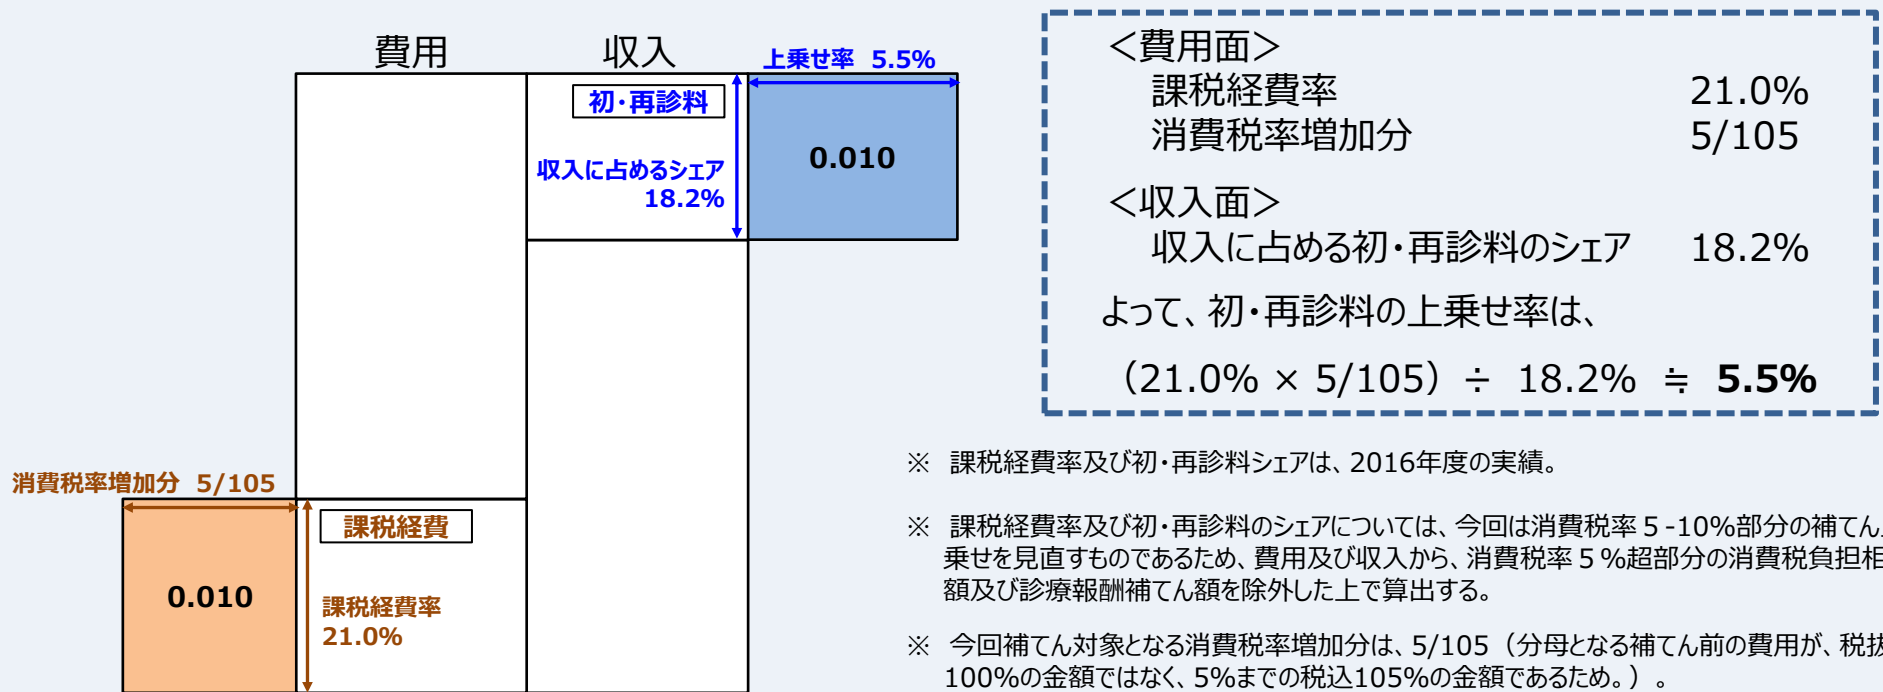 費用
収入
上乗せ率 5.5%
初・再診料
収入に占めるシェア
18.2%
0.010
消費税率増加分 5/105
課税経費
0.010
課税経費率
21.0%
＜費用面＞
課税経費率 21.0%
消費税率増加分 5/105
＜収入面＞
収入に占める初・再診料のシェア 18.2%
よって、初・再診料の上乗せ率は、
（21.0% × 5/105） ÷ 18.2% ≒ 5.5%
※ 課税経費率及び初・再診料シェアは、2016年度の実績。
※ 課税経費率及び初・再診料のシェアについては、今回は消費税率５-10%部分の補てん
乗せを見直すものであるため、費用及び収入から、消費税率５%超部分の消費税負担相
額及び診療報酬補てん額を除外した上で算出する。
※ 今回補てん対象となる消費税率増加分は、5/105（分母となる補てん前の費用が、税抜
100%の金額ではなく、5%までの税込105%の金額であるため。）。